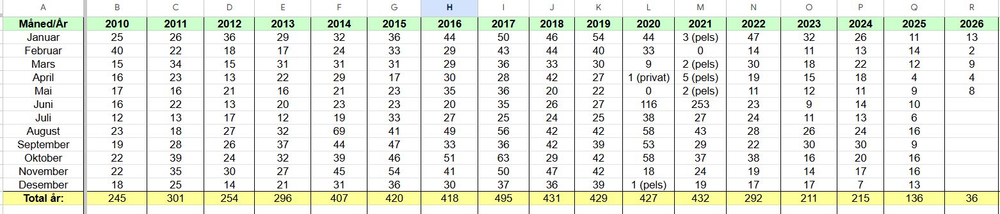 A B C D E F G H I J K L M N O P Q R
Måned/År 2010 2011 2012 2013 2014 2015 2016 2017 2018 2019 2020 2021 2022 2023 2024 2025 2026
Januar 25 26 36 29 32 36 44 50 46 54 44 3 (pels) 47 32 26 11 13
Februar 40 22 18 17 24 33 29 43 44 40 33 0 14 11 13 14 2
Mars 15 34 15 31 31 31 29 36 33 30 9 2 (pels) 30 18 22 12 9
April 16 23 13 22 29 17 30 28 42 27 1 (privat) 5 (pels) 19 15 18 4 4
Mai 17 16 21 16 21 23 35 36 20 22 0 2 (pels) 11 12 11 9 8
Juni 16 22 13 20 23 23 20 35 26 27 116 253 23 9 14 10
Juli 12 13 17 12 19 33 27 25 24 25 38 27 24 11 13 6
August 23 18 27 32 69 41 49 56 42 42 58 43 28 26 24 16
September 19 28 26 37 44 47 33 36 42 39 53 29 22 30 30 9
Oktober 22 39 24 32 39 46 51 63 29 42 58 37 38 16 20 16
November 22 35 30 27 45 54 41 50 47 42 18 24 19 14 17 16
Desember 18 25 14 21 31 36 30 37 36 39 1 (pels) 19 17 17 7 13
Total år: 245 301 254 296 407 420 418 495 431 429 427 432 292 211 215 136 36